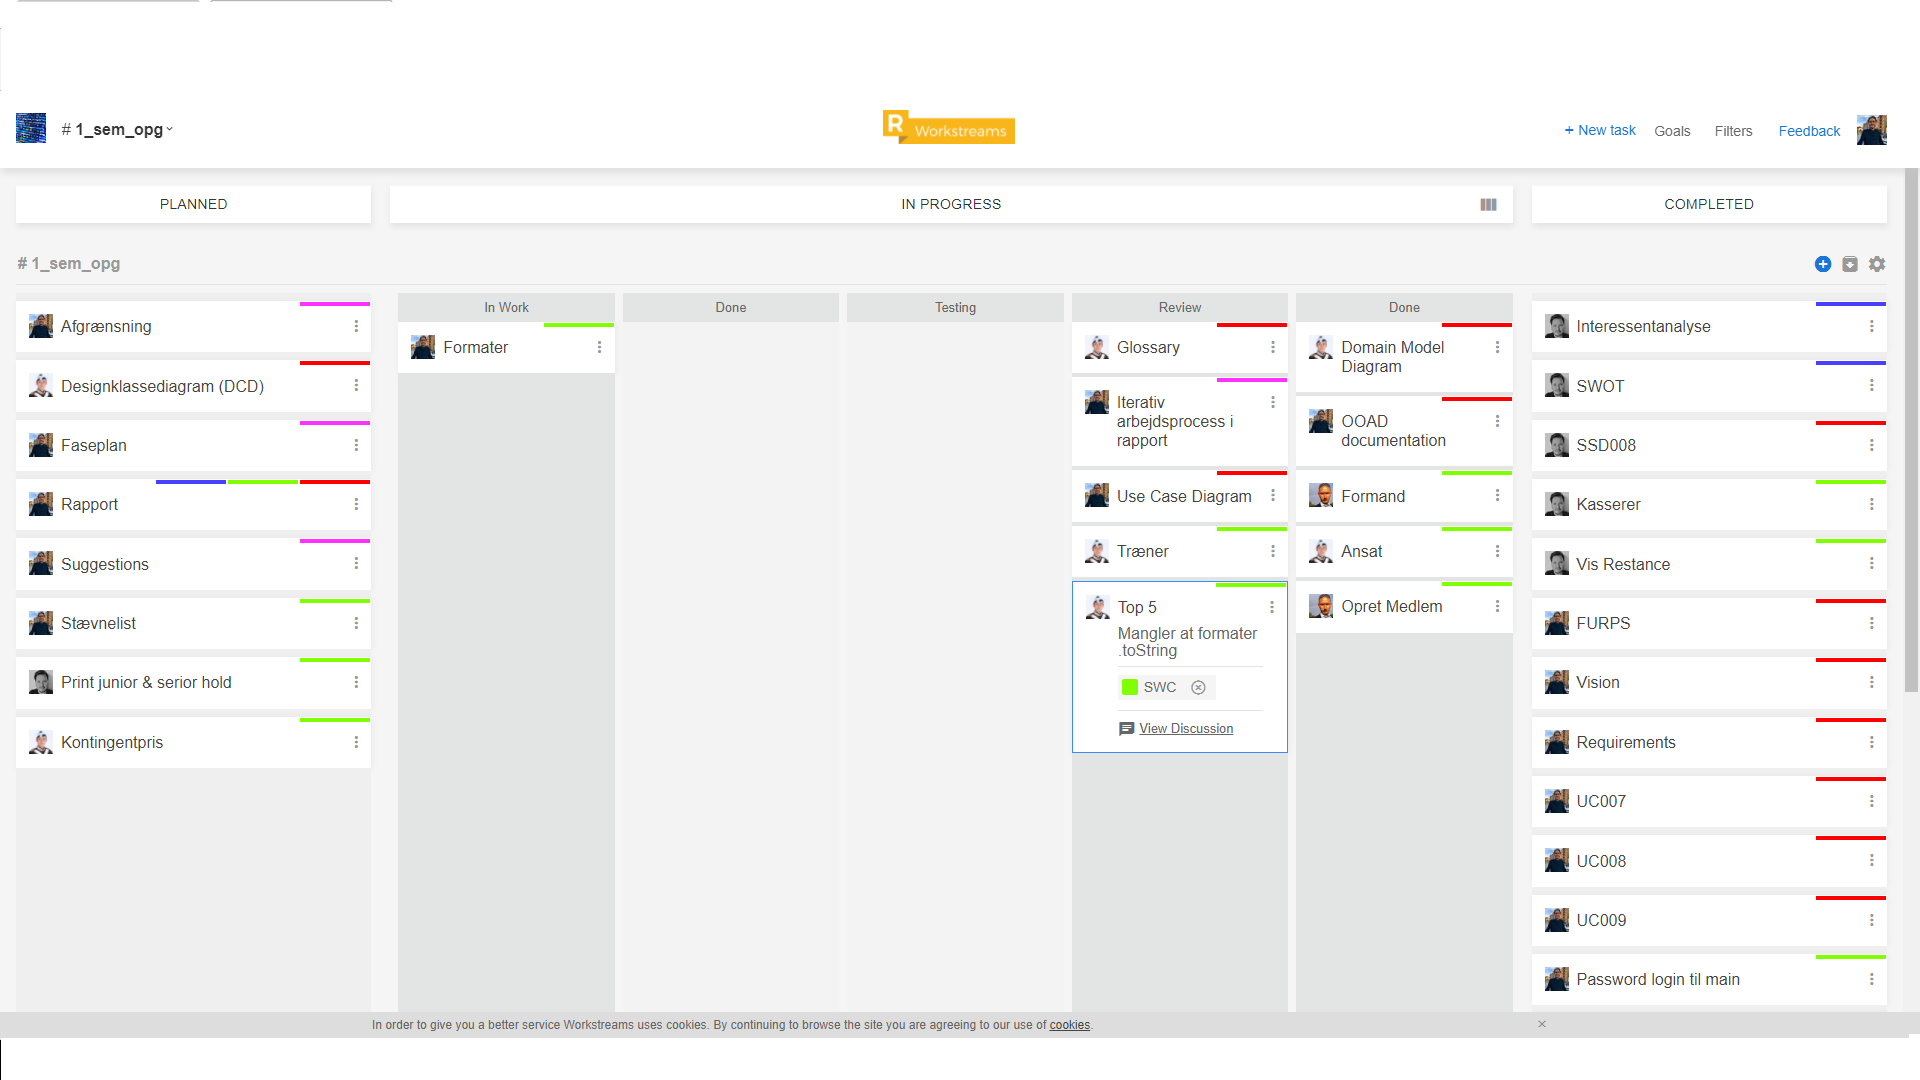 # 1_sem_opg
R Workstreams
+ New task
Goals
Filters
Feedback
PLANNED
IN PROGRESS
COMPLETED
# 1_sem_opg
Afgrænsning
Designklassediagram (DCD)
Faseplan
Rapport
Suggestions
Stævnelist
Print junior & serior hold
Kontingentpris
In Work
Formater
Done
Testing
Review
Glossary
Iterativ
arbejdsprocess i
rapport
Use Case Diagram
Træner
Top 5
Mangler at formater
.toString
SWC
View Discussion
Done
Domain Model
Diagram
OOAD
documentation
Formand
Ansat
Opret Medlem
Interessentanalyse
SWOT
SSD008
Kasserer
Vis Restance
FURPS
Vision
Requirements
UC007
UC008
UC009
Password login til main
In order to give you a better service Workstreams uses cookies. By continuing to browse the site you are agreeing to our use of cookies.